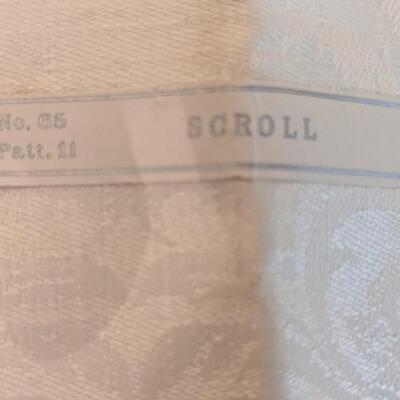 No. 65
Patt. 11
SCROLL